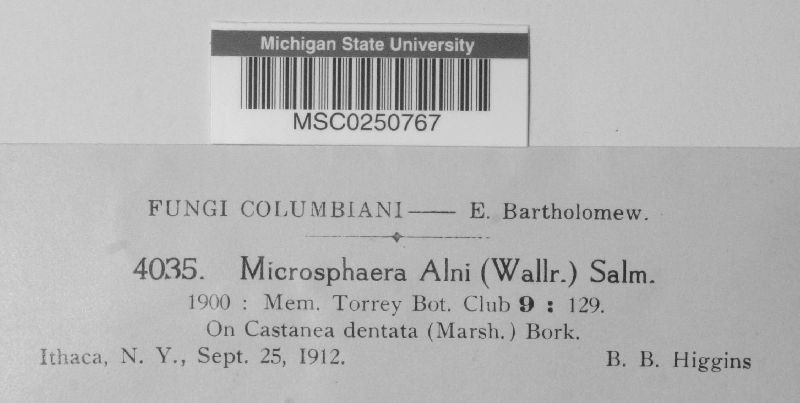 Michigan State University
MSC0250767
FUNGI COLUMBIANI — E. Bartholomew.
4035. Microsphaera Alni (Wallr.) Salm.
1900 : Mem. Torrey Bot. Club 9 : 129.
On Castanea dentata (Marsh.) Bork.
Ithaca, N. Y., Sept. 25, 1912. B. B. Higgins